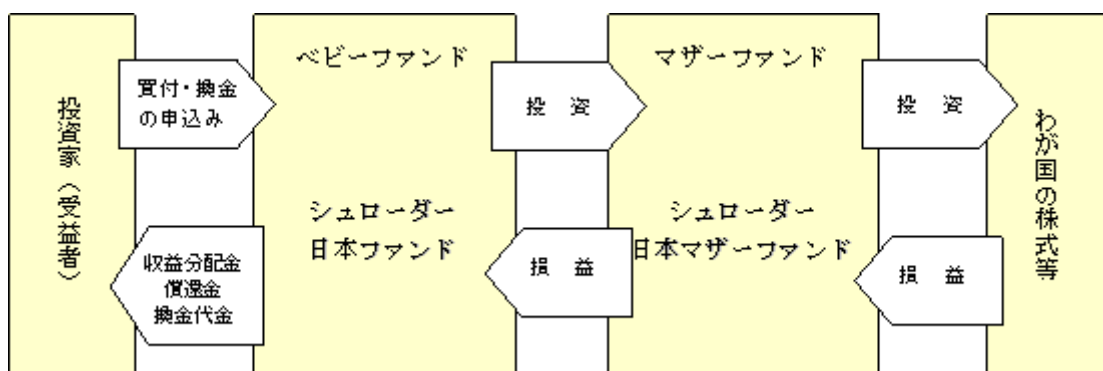 投資家（受益者）
買付・換金
の申込み
収益分配金
償還金
換金代金
ベビーファンド
シュローダー
日本ファンド
投 資
損 益
マザーファンド
シュローダー
日本マザーファンド
投 資
損 益
わが国の株式等